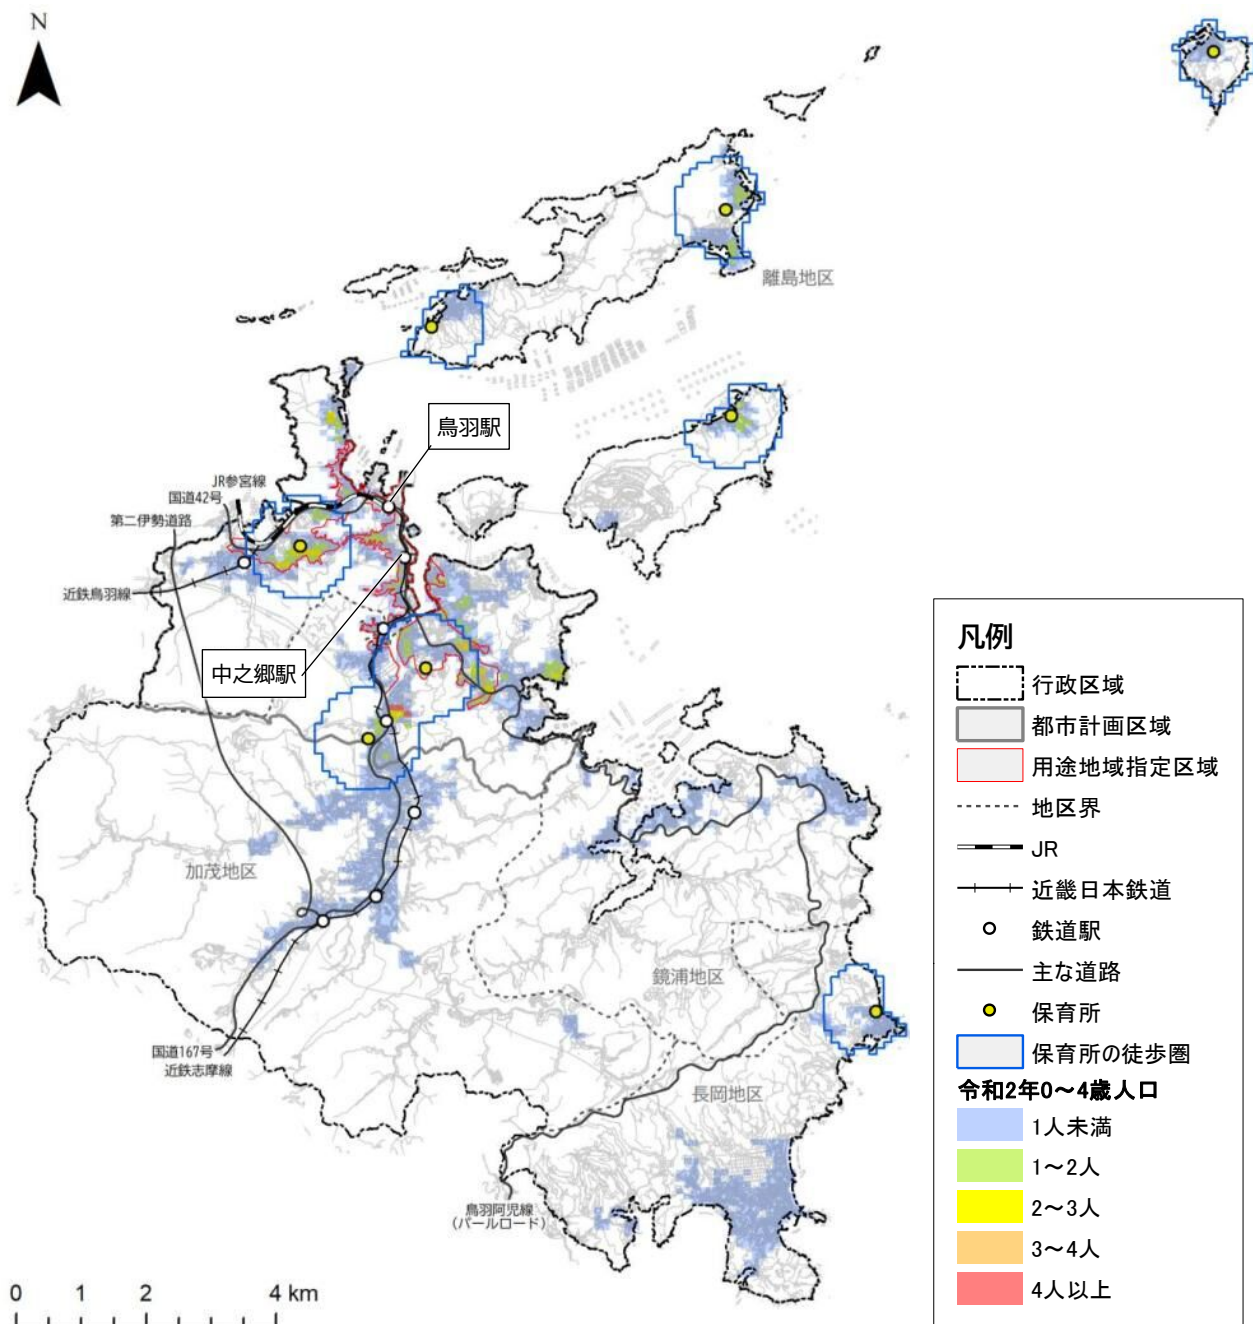 N
離島地区
鳥羽駅
JR参宮線
国道42号
第二伊勢道路
近鉄鳥羽線
中之郷駅
加茂地区
鏡浦地区
国道167号
近鉄志摩線
長岡地区
鳥羽阿児線
(パールロード)
0 1 2 4 km
凡例
行政区域
都市計画区域
用途地域指定区域
地区界
JR
近畿日本鉄道
鉄道駅
主な道路
保育所
保育所の徒歩圏
令和2年0~4歳人口
1人未満
1~2人
2~3人
3~4人
4人以上